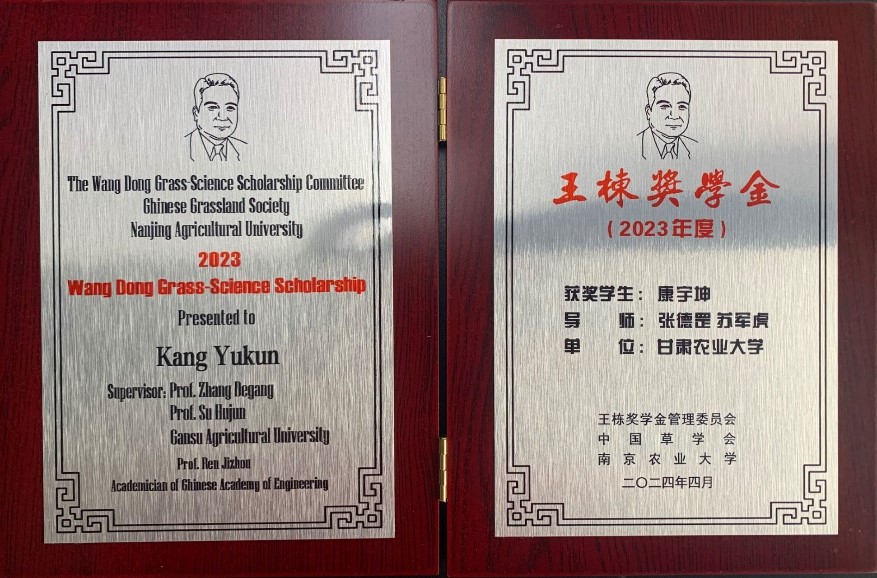 The Wang Dong Grass-Science Scholarship Committee
Chinese Grassland Society
Nanjing Agricultural University
2023
Wang Dong Grass-Science Scholarship
Presented to
Kang Yukun
Supervisor: Prof. Zhang Degang
Prof. Su Hujun
Gansu Agricultural University
Prof. Ren Jizhou
Academician of Chinese Academy of Engineering
王栋奖學金
(2023年度)
获奖学生：康宇坤
导师：张德罡 苏军虎
单位：甘肃农业大学
王栋奖学金管理委员会
中国草学会
南京农业大学
二〇二四年四月